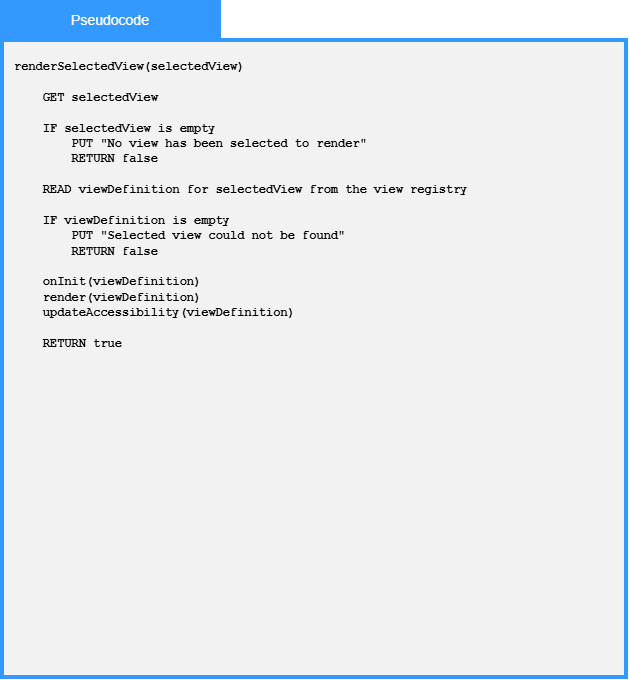 Pseudocode
renderSelectedView(selectedView)
GET selectedView
IF selectedView is empty
PUT "No view has been selected to render"
RETURN false
READ viewDefinition for selectedView from the view registry
IF viewDefinition is empty
PUT "Selected view could not be found"
RETURN false
onInit(viewDefinition)
render(viewDefinition)
updateAccessibility(viewDefinition)
RETURN true